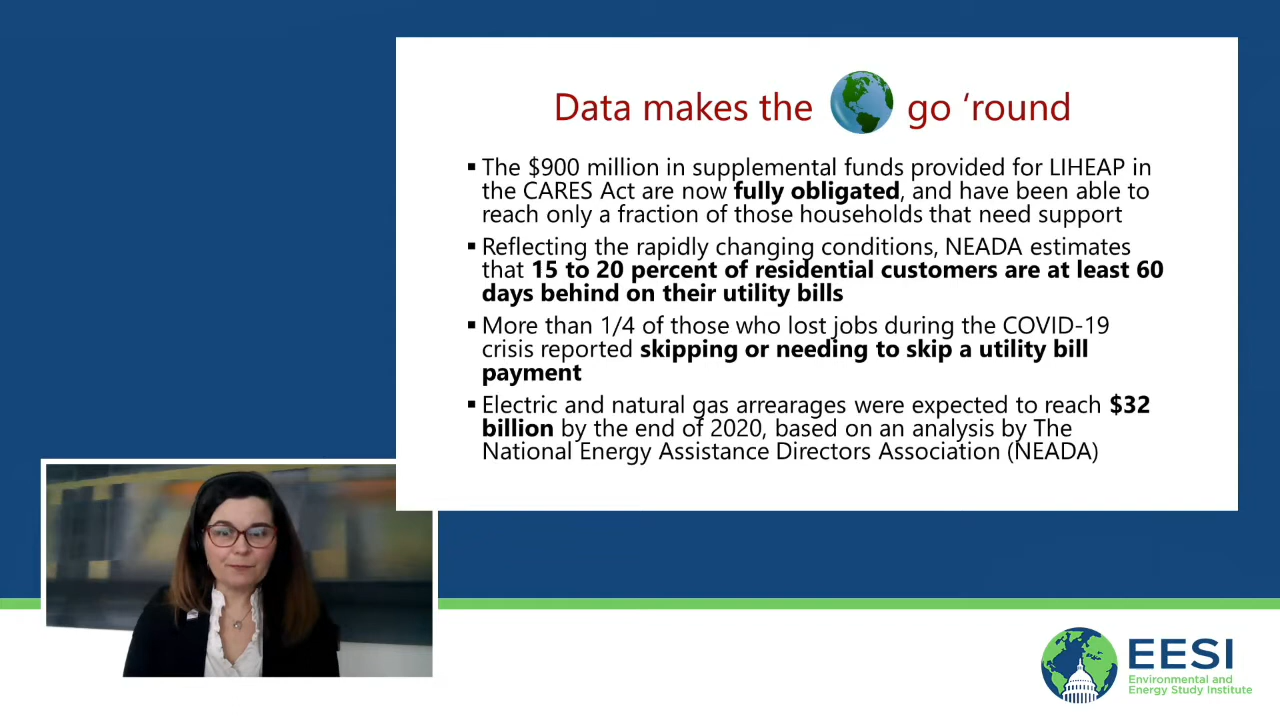 Data makes the go ‘round
▪ The $900 million in supplemental funds provided for LIHEAP in
the CARES Act are now fully obligated, and have been able to
reach only a fraction of those households that need support
▪ Reflecting the rapidly changing conditions, NEADA estimates
that 15 to 20 percent of residential customers are at least 60
days behind on their utility bills
▪ More than 1/4 of those who lost jobs during the COVID-19
crisis reported skipping or needing to skip a utility bill
payment
▪ Electric and natural gas arrearages were expected to reach $32
billion by the end of 2020, based on an analysis by The
National Energy Assistance Directors Association (NEADA)
EESI
Environmental and
Energy Study Institute